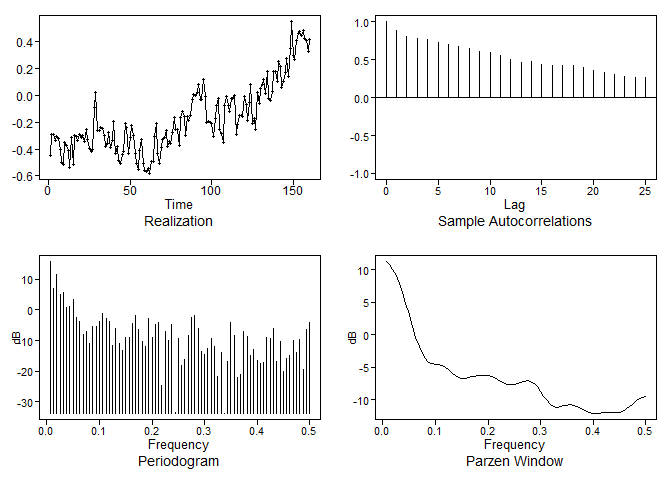 0.4
0.2
0.0
-0.2
-0.4
-0.6
0 50 100 150
Time
Realization
1.0
0.5
0.0
-0.5
-1.0
0 5 10 15 20 25
Lag
Sample Autocorrelations
dB
10
0
-10
-20
-30
0.0 0.1 0.3 0.4 0.5
Frequency
Periodogram
dB
10
5
-5
-10
0.0 0.1 0.2 0.3 0.4 0.5
Frequency
Parzen Window